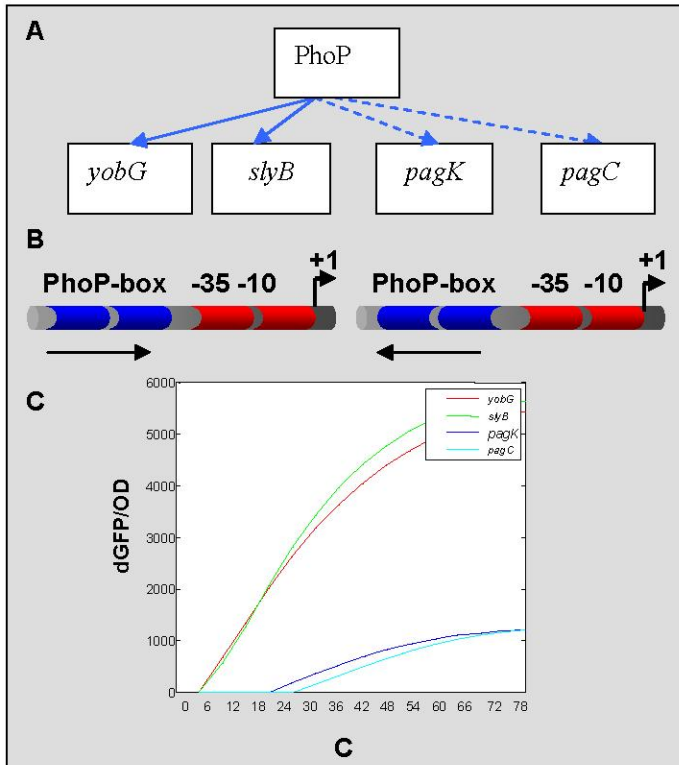 A
PhoP
yobG slyB pagK pagC
B
+1 +1
PhoP-box -35 -10 PhoP-box -35 -10
C
6000
5000
4000
3000
2000
1000
0
dGFP/OD
yobG
slyB
pagK
pagC
0 6 12 18 24 30 36 42 48 54 60 66 72 78
C